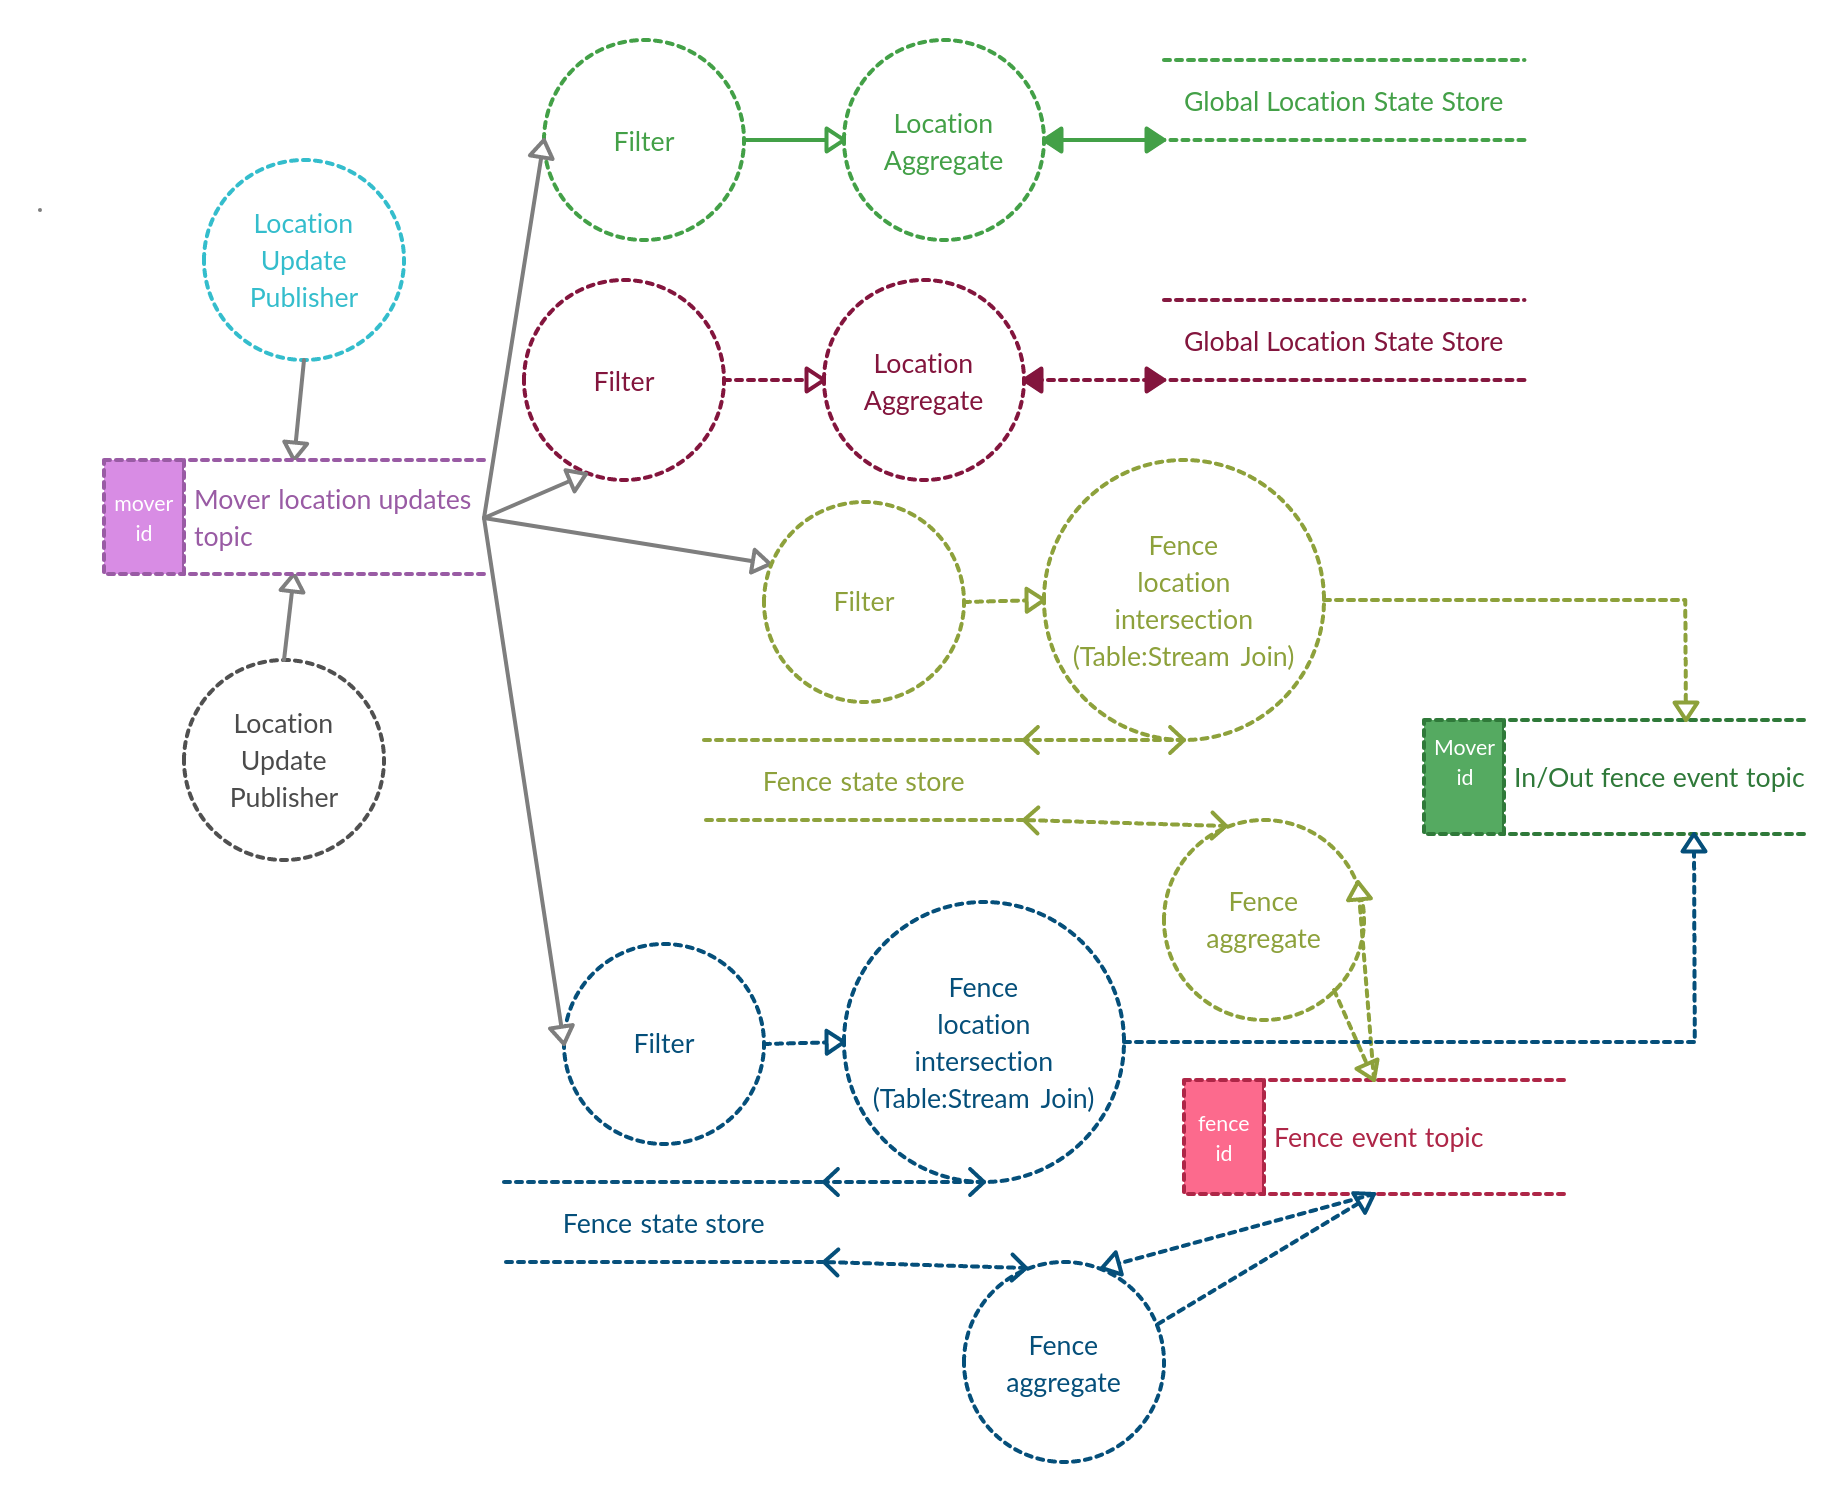 Filter
Location
Aggregate
Global Location State Store
Location
Update
Publisher
Filter
Location
Aggregate
Global Location State Store
mover
id
Mover location updates
topic
Filter
Fence
location
intersection
(Table:Stream Join)
Location
Update
Publisher
Fence state store
Mover
id
In/Out fence event topic
Fence
aggregate
Filter
Fence
location
intersection
(Table:Stream Join)
fence
id
Fence event topic
Fence state store
Fence
aggregate